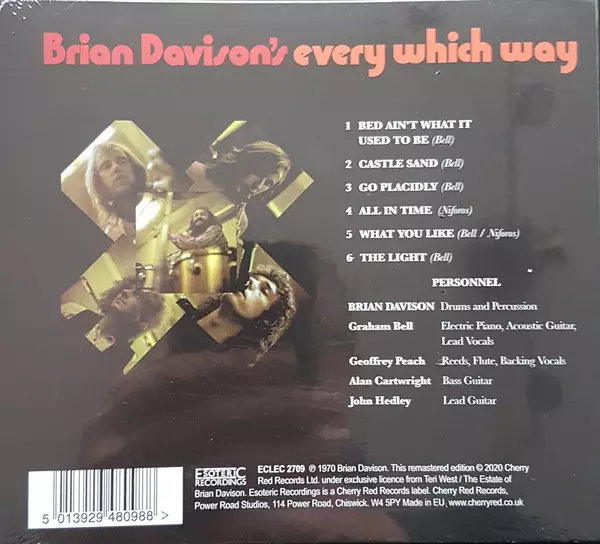 Brian Davison's every which way
1 BED AIN'T WHAT IT
USED TO BE (Bell)
2 CASTLE SAND (Bell)
3 GO PLACIDLY (Bell)
4 ALL IN TIME (Niforos)
5 WHAT YOU LIKE (Bell / Niforos)
6 THE LIGHT (Bell)
PERSONNEL
BRIAN DAVISON Drums and Percussion
Graham Bell Electric Piano, Acoustic Guitar,
Lead Vocals
Geoffrey Peach Reeds, Flute, Backing Vocals
Alan Cartwright Bass Guitar
John Hedley Lead Guitar
ESOTERIC
RECORDINGS
ECLEC 2709 ℗ 1970 Brian Davison. This remastered edition © 2020 Cherry
Red Records Ltd. under exclusive licence from Teri West / The Estate of
Brian Davison. Esoteric Recordings is a Cherry Red Records label. Cherry Red Records,
Power Road Studios, 114 Power Road, Chiswick. W4 5PY Made in EU, www.cherryred.co.uk
5 013929 480988 >